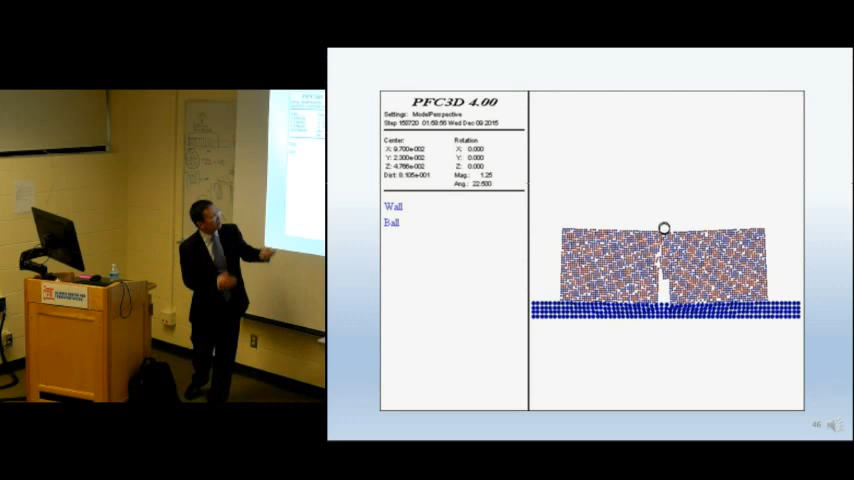 PFC3D 4.00
Settings: ModelPerspective
Step 158720 01:58:56 Wed Dec 09 2015
Center:
X: 9.700e-002
Y: 2.300e-002
Z: 4.766e-002
Dist: 8.105e-001
Rotation
X: 0.000
Y: 0.000
Z: 0.000
Mag.: 1.25
Ang.: 22.500
Wall
Ball
46